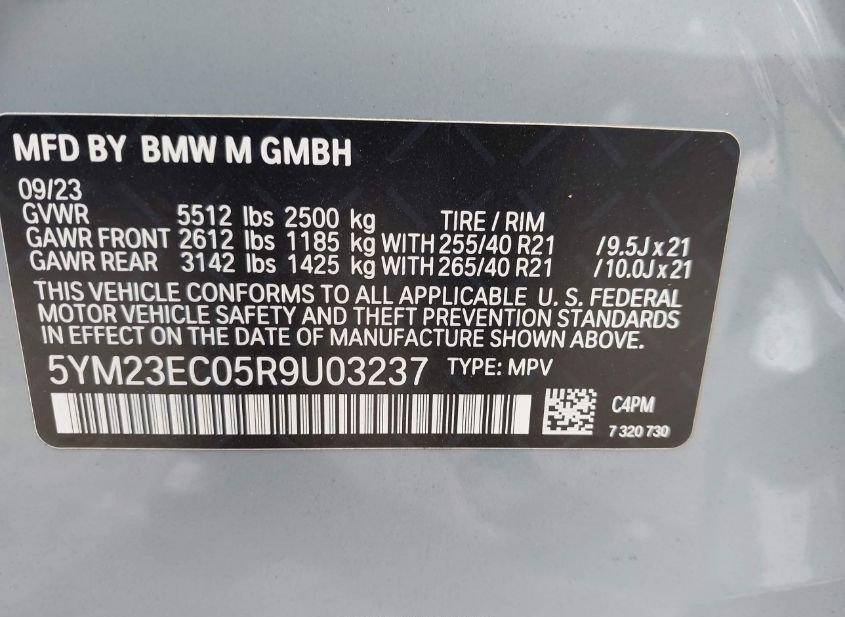 MFD BY BMW M GMBH
09/23
GVWR 5512 lbs 2500 kg TIRE / RIM
GAWR FRONT 2612 lbs 1185 kg WITH 255/40 R21 /9.5J x 21
GAWR REAR 3142 lbs 1425 kg WITH 265/40 R21 /10.0J x 21
THIS VEHICLE CONFORMS TO ALL APPLICABLE U. S. FEDERAL
MOTOR VEHICLE SAFETY AND THEFT PREVENTION STANDARDS
IN EFFECT ON THE DATE OF MANUFACTURE SHOWN ABOVE.
5YM23EC05R9U03237 TYPE: MPV
C4PM
7 320 730